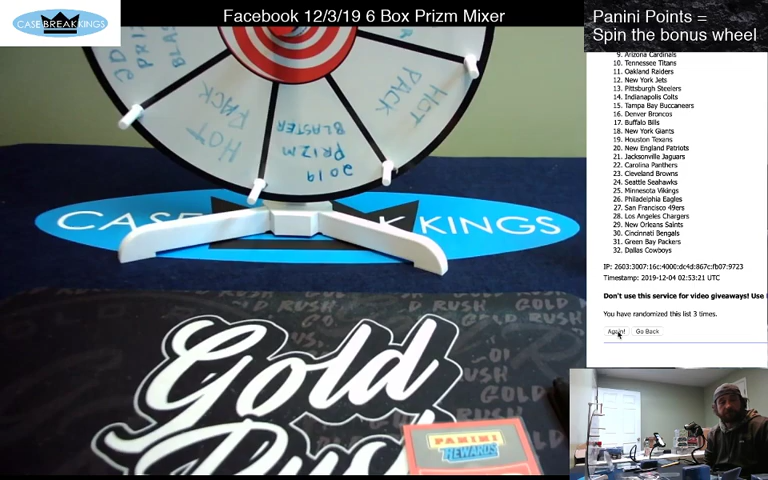 CASE BREAK KINGS
Facebook 12/3/19 6 Box Prizm Mixer
Panini Points =
Spin the bonus wheel
9. Arizona Cardinals
10. Tennessee Titans
11. Oakland Raiders
12. New York Jets
13. Pittsburgh Steelers
14. Indianapolis Colts
15. Tampa Bay Buccaneers
16. Denver Broncos
17. Buffalo Bills
18. New York Giants
19. Houston Texans
20. New England Patriots
21. Jacksonville Jaguars
22. Carolina Panthers
23. Cleveland Browns
24. Seattle Seahawks
25. Minnesota Vikings
26. Philadelphia Eagles
27. San Francisco 49ers
28. Los Angeles Chargers
29. New Orleans Saints
30. Cincinnati Bengals
31. Green Bay Packers
32. Dallas Cowboys
IP: 2603:3007:16c:4000:dc4d:867c:fb07:9723
Timestamp: 2019-12-04 02:53:21 UTC
Don't use this service for video giveaways! Use
You have randomized this list 3 times.
Again! Go Back
HOT
PACK
HOT
PACK
2019
PRIZM
BLASTER
CASE KINGS
GOLD RUSH
Gold
PANINI
REWARDS